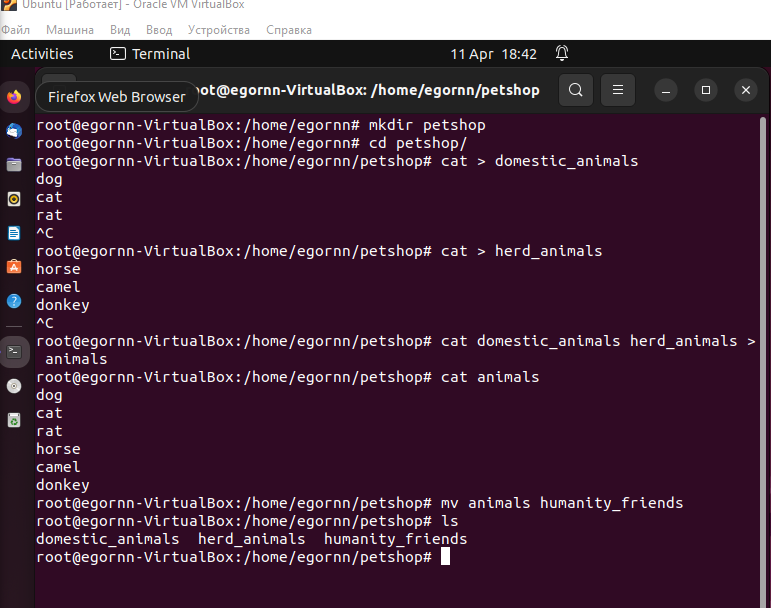 Ubuntu [Работает] - Oracle VM VirtualBox
Файл Машина Вид Ввод Устройства Справка
Activities Terminal 11 Апр 18:42
Firefox Web Browser
ot@egornn-VirtualBox: /home/egornn/petshop
root@egornn-VirtualBox:/home/egornn# mkdir petshop
root@egornn-VirtualBox:/home/egornn# cd petshop/
root@egornn-VirtualBox:/home/egornn/petshop# cat > domestic_animals
dog
cat
rat
^C
root@egornn-VirtualBox:/home/egornn/petshop# cat > herd_animals
horse
camel
donkey
^C
root@egornn-VirtualBox:/home/egornn/petshop# cat domestic_animals herd_animals >
animals
root@egornn-VirtualBox:/home/egornn/petshop# cat animals
dog
cat
rat
horse
camel
donkey
root@egornn-VirtualBox:/home/egornn/petshop# mv animals humanity_friends
root@egornn-VirtualBox:/home/egornn/petshop# ls
domestic_animals herd_animals humanity_friends
root@egornn-VirtualBox:/home/egornn/petshop#